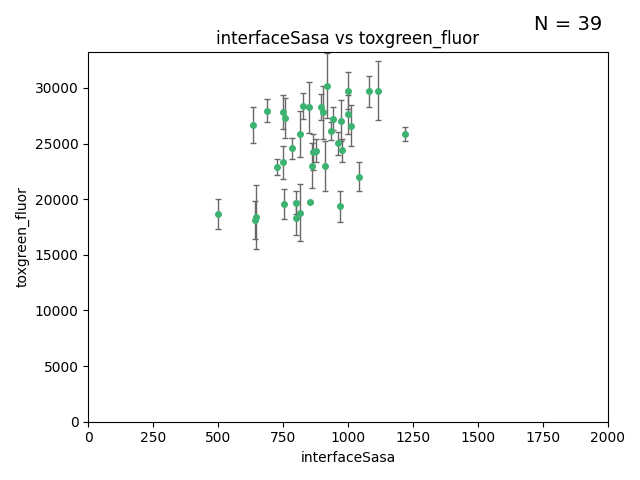 N = 39
interfaceSasa vs toxgreen_fluor
toxgreen_fluor
30000
25000
20000
15000
10000
5000
0
0 250 500 750 1000 1250 1500 1750 2000
interfaceSasa